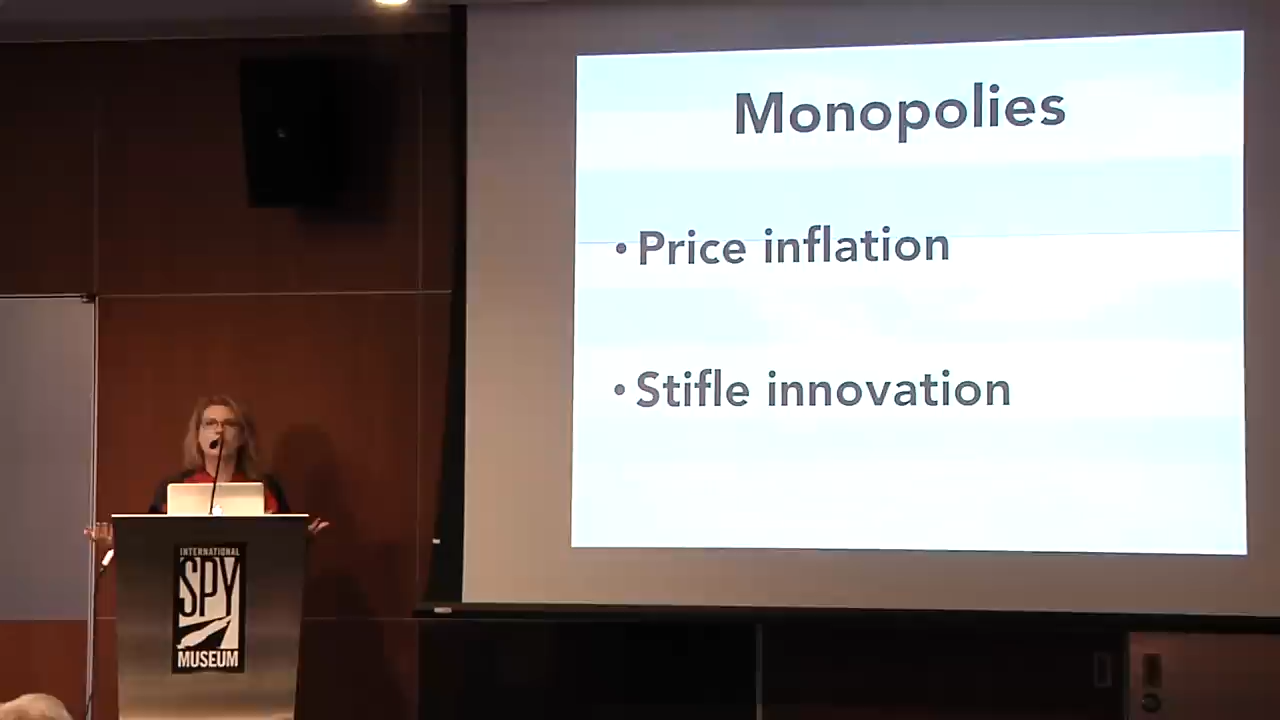 Monopolies
• Price inflation
• Stifle innovation
INTERNATIONAL
SPY
MUSEUM